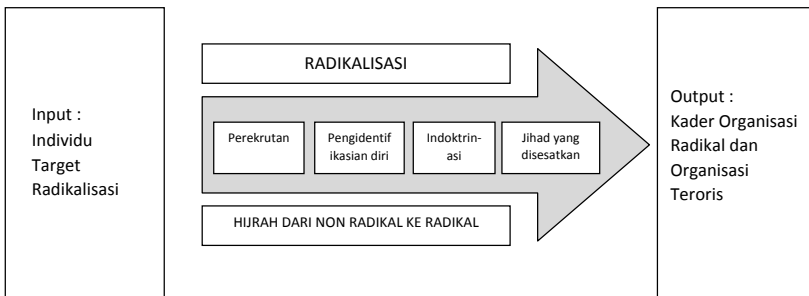 Input :
Individu
Target
Radikalisasi
RADIKALISASI
Perekrutan
Pengidentif
ikasian diri
Indoktrin-
asi
Jihad yang
disesatkan
HIJRAH DARI NON RADIKAL KE RADIKAL
Output :
Kader Organisasi
Radikal dan
Organisasi
Teroris